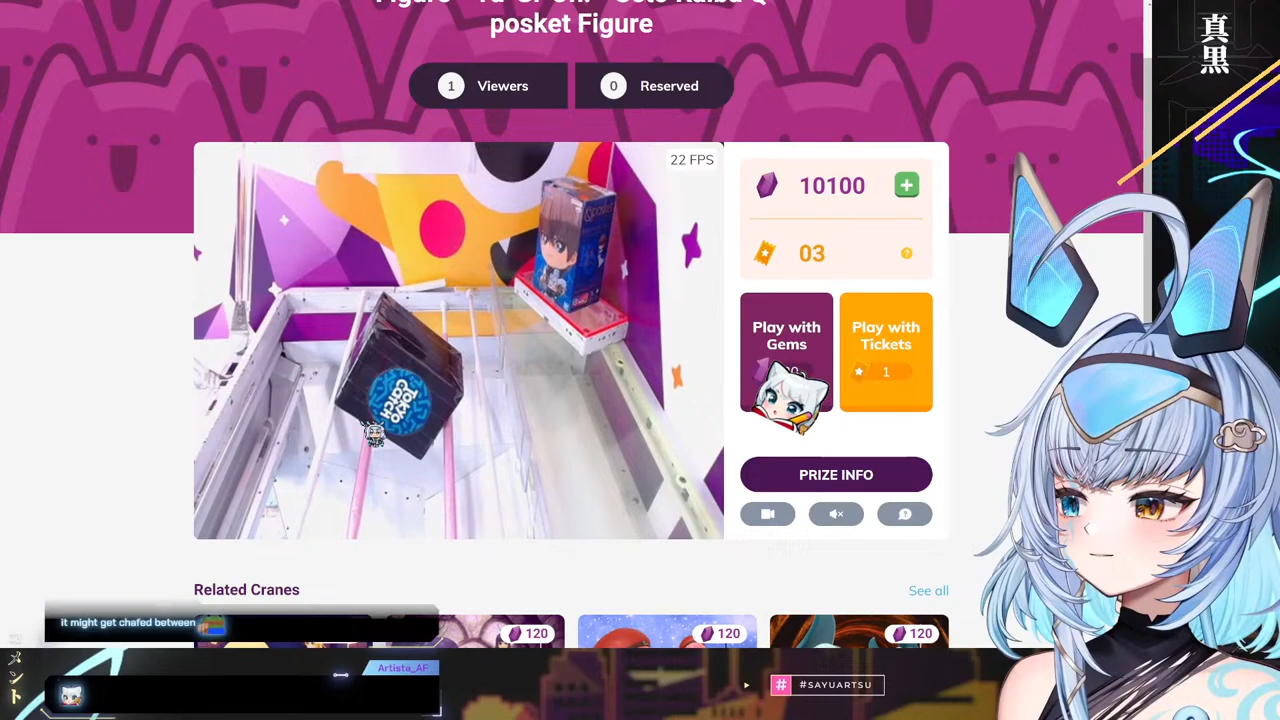 posket Figure
1 Viewers
0 Reserved
真黒
22 FPS
10100
03
Play with
Gems
Play with
Tickets
1
TOKYO
CATCH
PRIZE INFO
Related Cranes
See all
120
120
120
it might get chafed between
Artista_AF
#
#SAYUARTSU